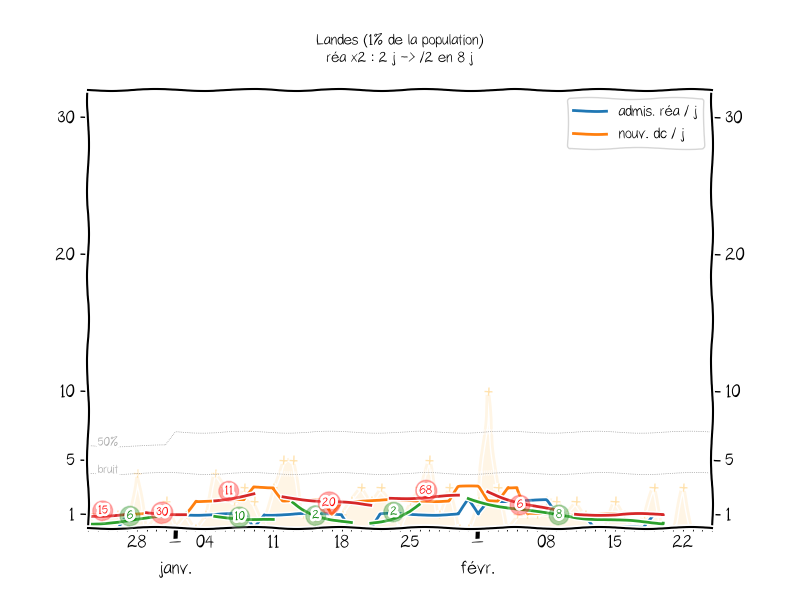 Landes (1% de la population)
réa x2 : 2 j -> /2 en 8 j
admis. réa / j
nouv. dc / j
30 30
20 20
10 10
50%
5 5
bruit
1 1
15 6 30 11 10 2 20 2 68 6 8
28 04 11 18 25 08 15 22
janv. févr.